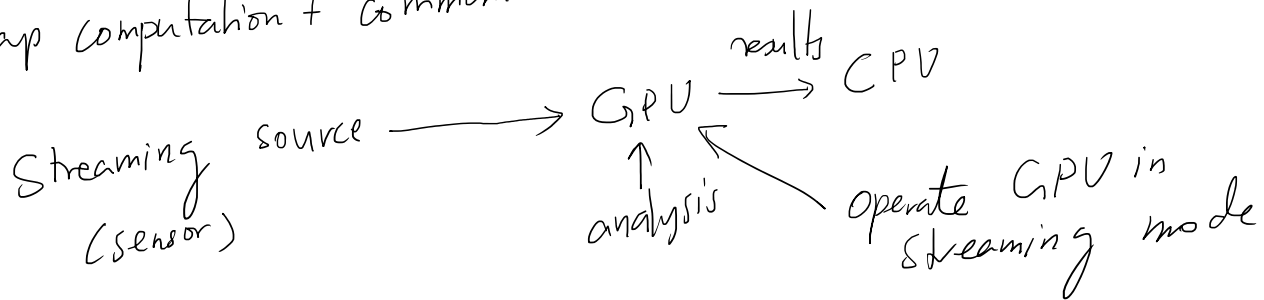 computation +
results
Streaming source GPU CPU
(sensor) analysis operate GPU in
streaming mode